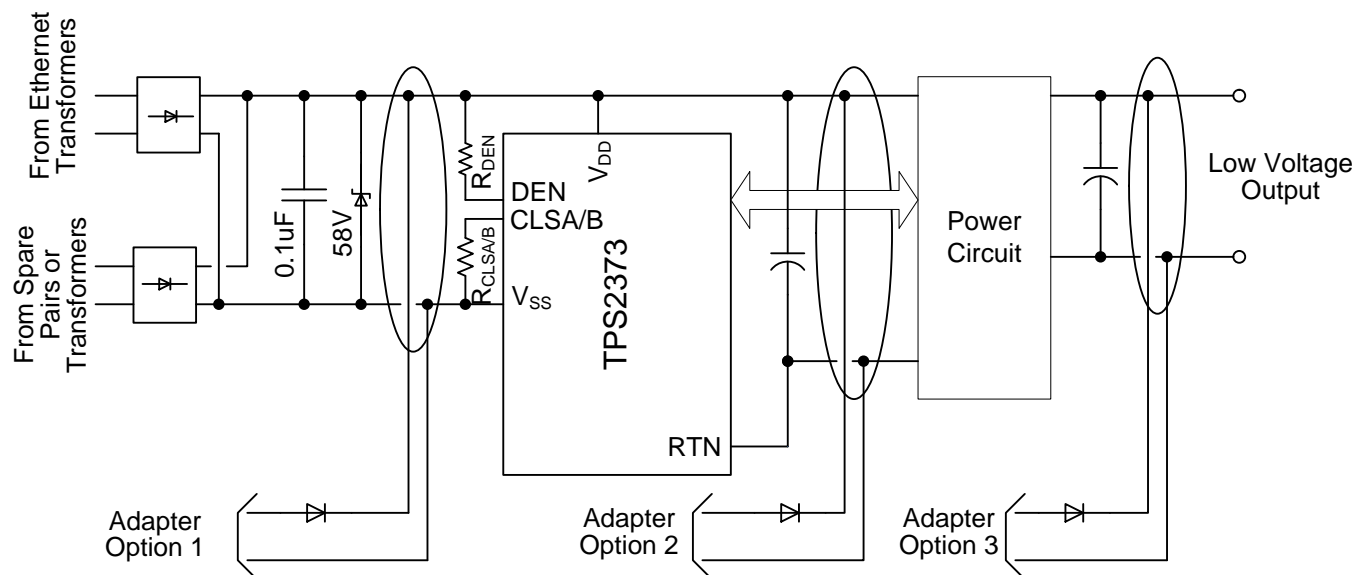 From Ethernet
Transformers
From Spare
Pairs or
Transformers
0.1uF
58V
RDEN
RCLSA/B
DEN
CLSA/B
VSS
VDD
TPS2373
RTN
Power
Circuit
Low Voltage
Output
Adapter
Option 1
Adapter
Option 2
Adapter
Option 3